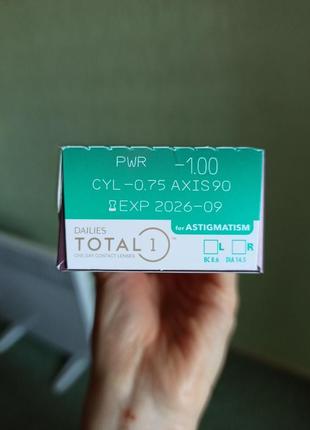 PWR -1.00
CYL -0.75 AXIS 90
EXP 2026-09
for ASTIGMATISM
DAILIES
TOTAL 1™
ONE-DAY CONTACT LENSES
L R
BC 8.6 DIA 14.5